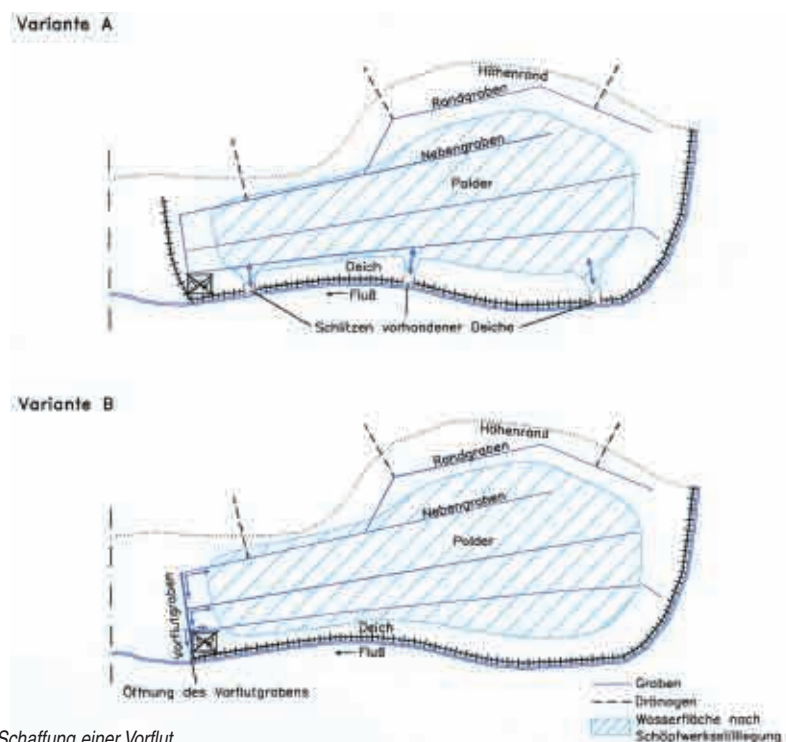 Variante A
Höhenrand
Randgraben
Nebengraben
Polder
Deich
Fluß
Schlitzen vorhandener Deiche
Variante B
Höhenrand
Randgraben
Nebengraben
Polder
Vorflutgraben
Deich
Fluß
Öffnung des Vorflutgrabens
Graben
Dränagen
Wasserfläche nach
Schöpfwerksstillegung
Schaffung einer Vorflut